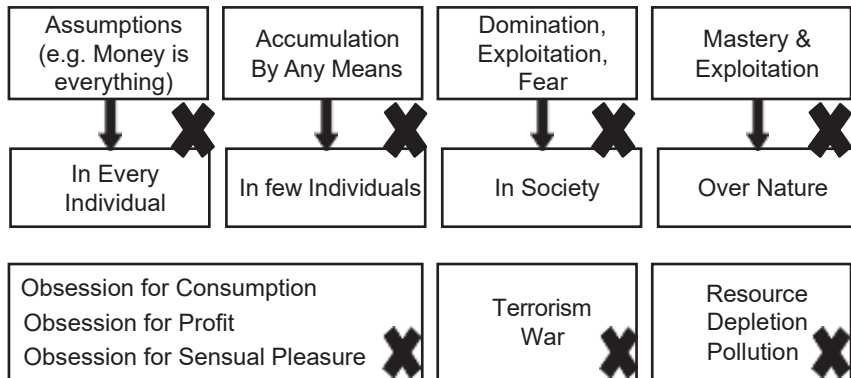 Assumptions
(e.g. Money is
everything)
Accumulation
By Any Means
Domination,
Exploitation,
Fear
Mastery &
Exploitation
In Every
Individual
In few Individuals
In Society
Over Nature
Obsession for Consumption
Obsession for Profit
Obsession for Sensual Pleasure
Terrorism
War
Resource
Depletion
Pollution